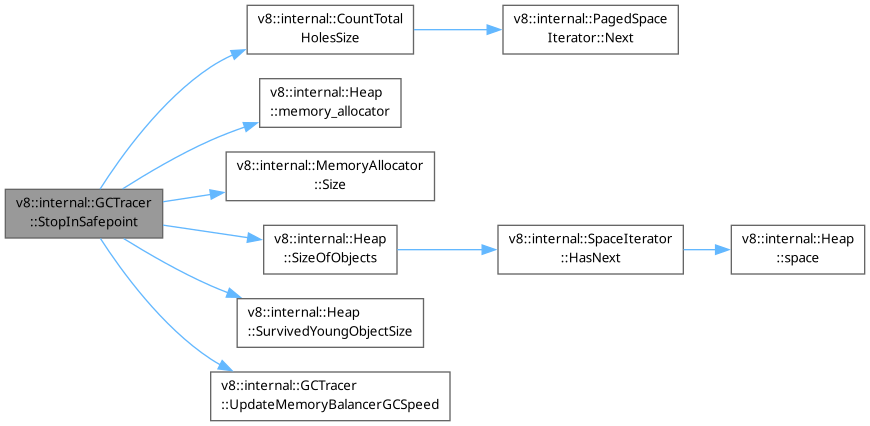 v8::internal::CountTotal
HolesSize
v8::internal::PagedSpace
Iterator::Next
v8::internal::Heap
::memory_allocator
v8::internal::MemoryAllocator
::Size
v8::internal::GCTracer
::StopInSafepoint
v8::internal::Heap
::SizeOfObjects
v8::internal::SpaceIterator
::HasNext
v8::internal::Heap
::space
v8::internal::Heap
::SurvivedYoungObjectSize
v8::internal::GCTracer
::UpdateMemoryBalancerGCSpeed